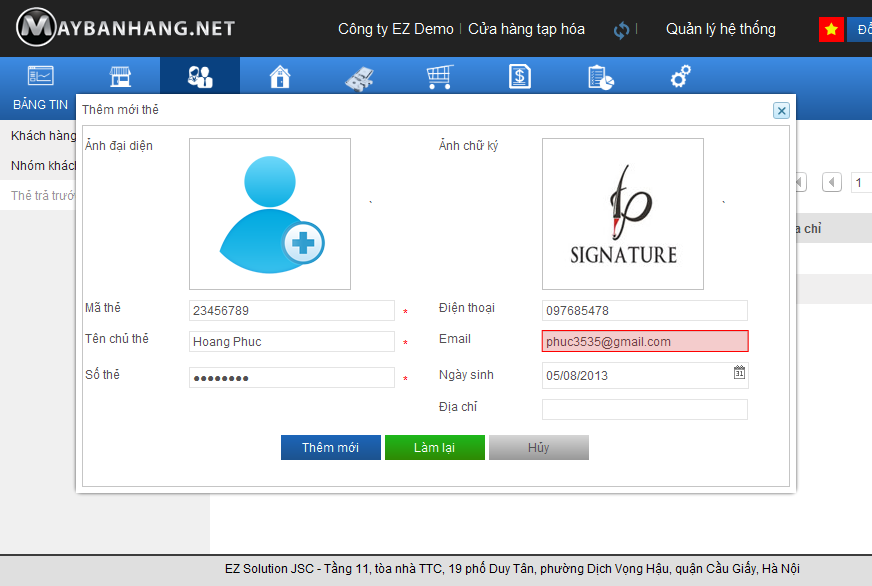 MAYBANHANG.NET
Công ty EZ Demo | Cửa hàng tạp hóa | Quản lý hệ thống
BẢNG TIN
Khách hàng
Nhóm khách
Thẻ trả trướ
Thêm mới thẻ
Ảnh đại diện
Ảnh chữ ký
SIGNATURE
1
a chỉ
Mã thẻ 23456789 * Điện thoại 097685478
Tên chủ thẻ Hoang Phuc * Email phuc3535@gmail.com
Số thẻ ●●●●●●●● * Ngày sinh 05/08/2013 31
Địa chỉ
Thêm mới Làm lại Hủy
EZ Solution JSC - Tầng 11, tòa nhà TTC, 19 phố Duy Tân, phường Dịch Vọng Hậu, quận Cầu Giấy, Hà Nội